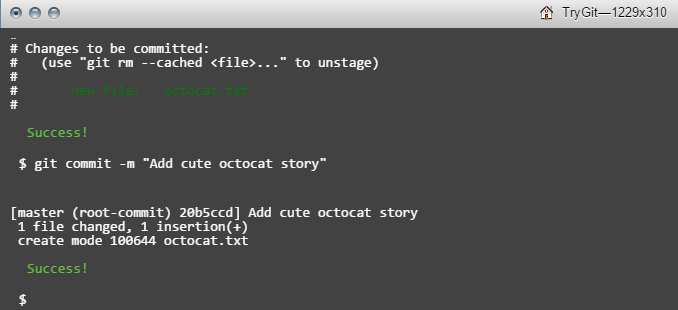 TryGit—1229x310
# Changes to be committed:
#   (use "git rm --cached <file>..." to unstage)
#
#       new file:   octocat.txt
#
Success!
$ git commit -m "Add cute octocat story"
[master (root-commit) 20b5ccd] Add cute octocat story
 1 file changed, 1 insertion(+)
 create mode 100644 octocat.txt
Success!
$